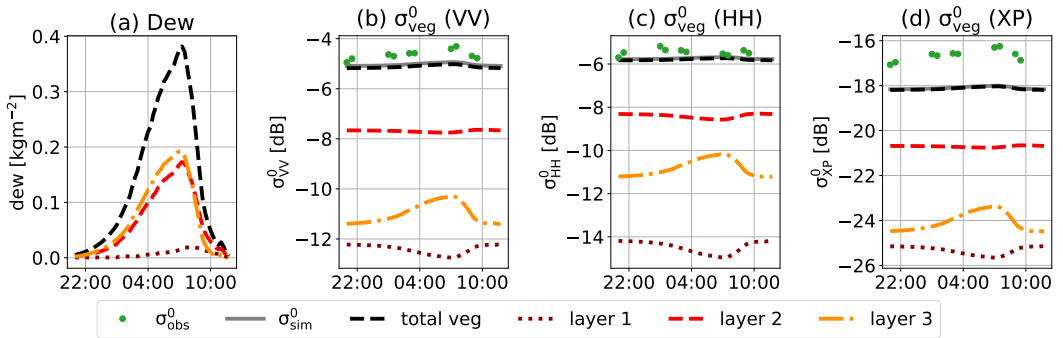 (a) Dew
dew [kgm⁻²]
0.4
0.3
0.2
0.1
0.0
22:00 04:00 10:00
(b) σ⁰veg (VV)
σ⁰VV [dB]
−4
−6
−8
−10
−12
22:00 04:00 10:00
(c) σ⁰veg (HH)
σ⁰HH [dB]
−6
−8
−10
−12
−14
22:00 04:00 10:00
(d) σ⁰veg (XP)
σ⁰XP [dB]
−16
−18
−20
−22
−24
−26
22:00 04:00 10:00
σ⁰obs σ⁰sim total veg layer 1 layer 2 layer 3